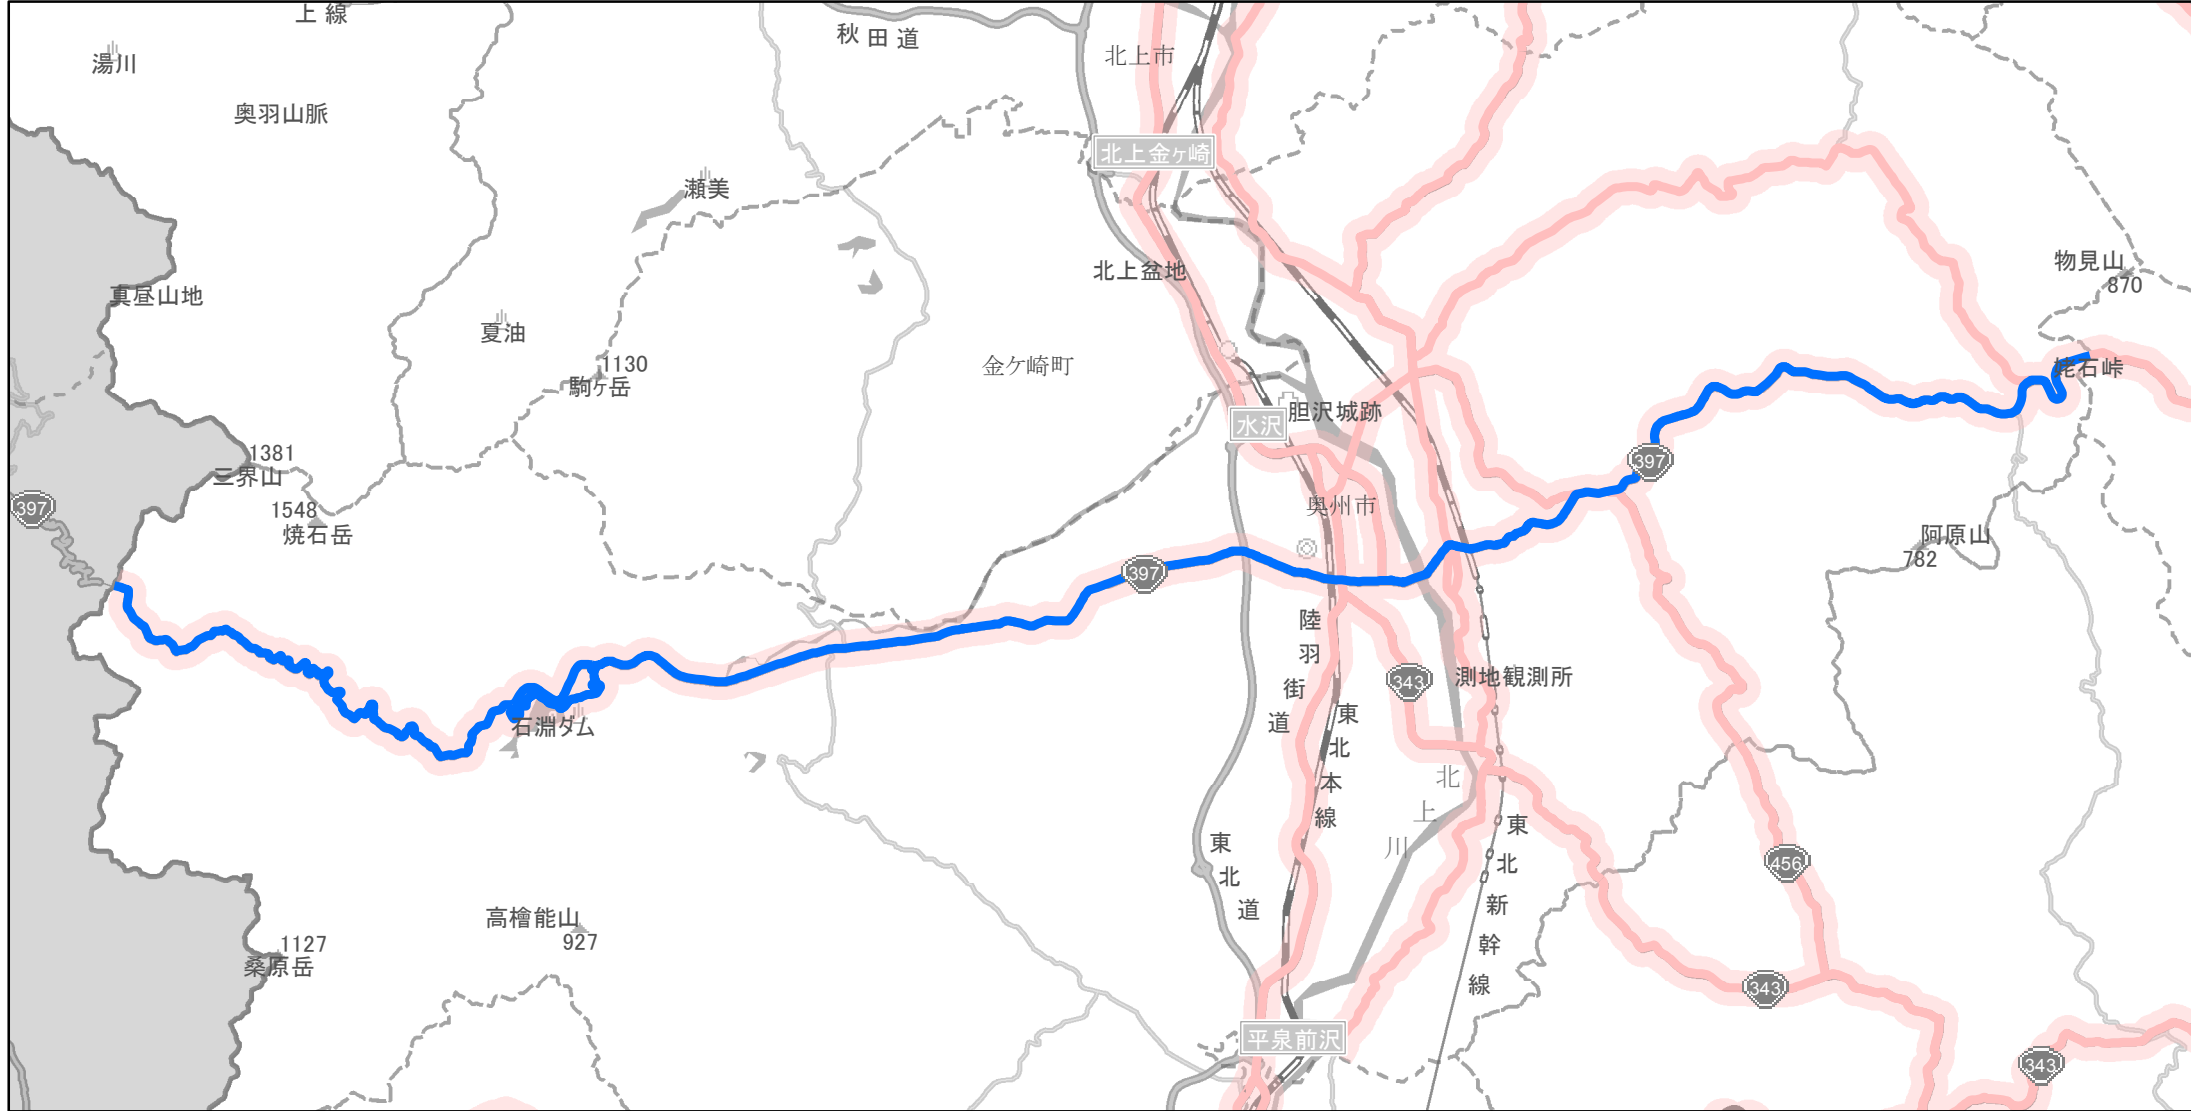 上線
秋田道
北上市
湯川
奥羽山脈
北上金ヶ崎
瀬美
北上盆地
物見山
870
真昼山地
夏油
1130
駒ヶ岳
金ケ崎町
姥石峠
胆沢城跡
水沢
1381
三界山
397
1548
焼石岳
397
奥州市
阿原山
782
397
陸羽街道
343
測地観測所
石淵ダム
東北本線
北上川
東北道
東北新幹線
456
高檜能山
927
1127
桑原岳
343
平泉前沢
343